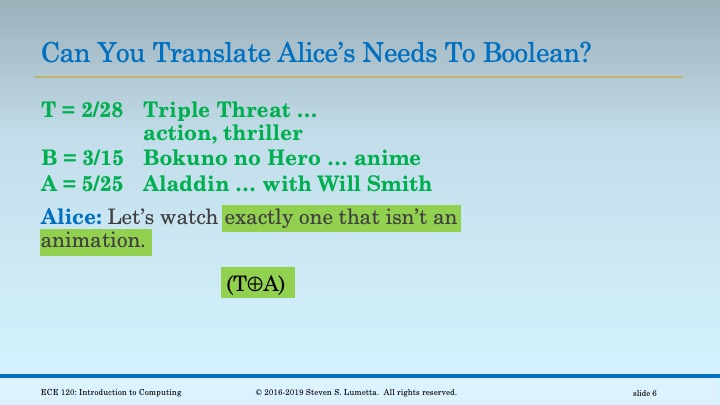 Can You Translate Alice's Needs To Boolean?
T = 2/28 Triple Threat …
action, thriller
B = 3/15 Bokuno no Hero … anime
A = 5/25 Aladdin … with Will Smith
Alice: Let's watch exactly one that isn't an
animation.
(T⊕A)
ECE 120: Introduction to Computing © 2016-2019 Steven S. Lumetta. All rights reserved. slide 6